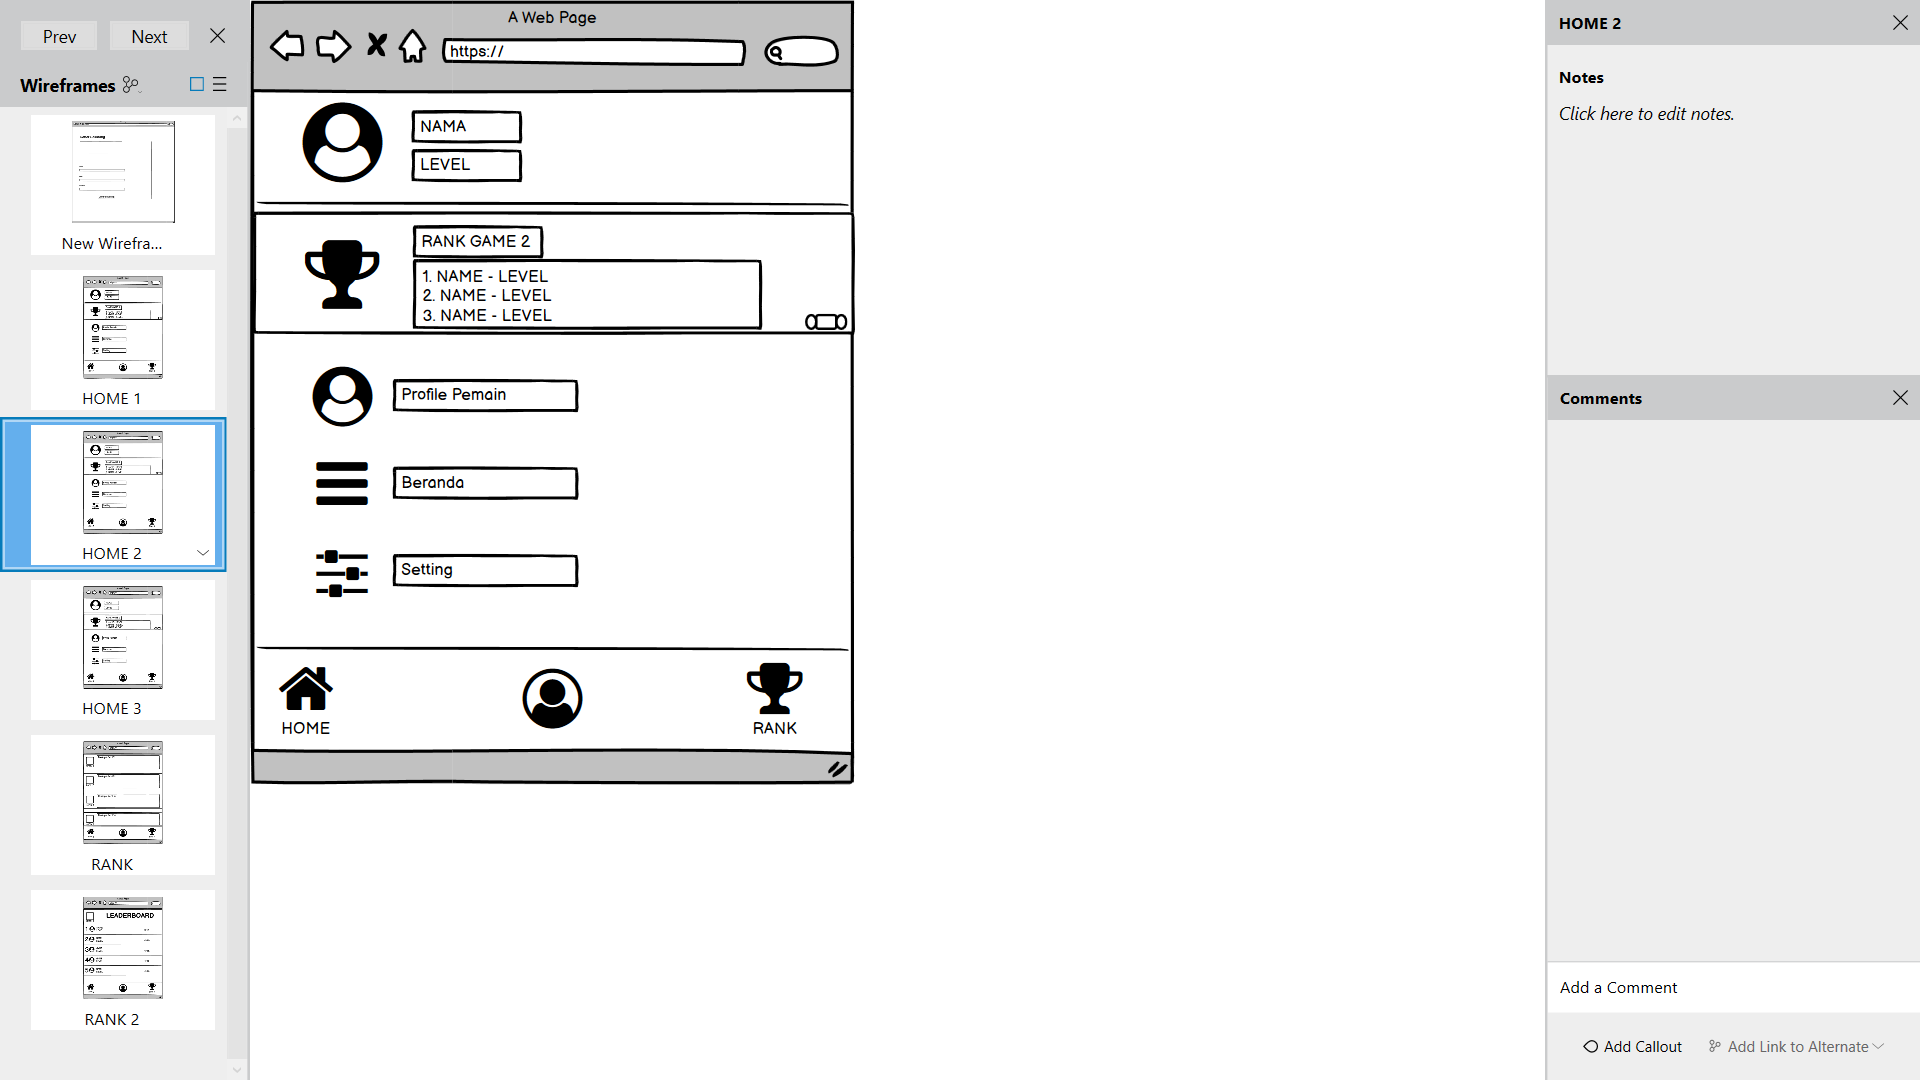 Prev Next
Wireframes
New Wirefra...
HOME 1
HOME 2
HOME 3
RANK
LEADERBOARD
RANK 2
A Web Page
https://
NAMA
LEVEL
RANK GAME 2
1. NAME - LEVEL
2. NAME - LEVEL
3. NAME - LEVEL
Profile Pemain
Beranda
Setting
HOME
RANK
HOME 2
Notes
Click here to edit notes.
Comments
Add a Comment
Add Callout
Add Link to Alternate